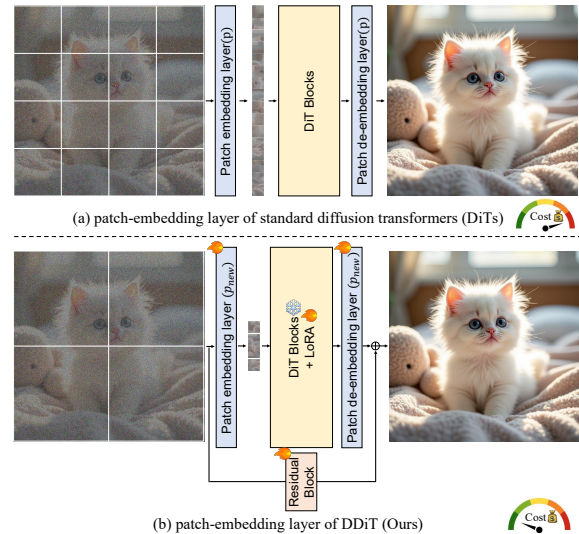 Patch embedding layer(p)
DiT Blocks
Patch de-embedding layer(p)
(a) patch-embedding layer of standard diffusion transformers (DiTs)
Cost
Patch embedding layer (p_new)
DiT Blocks
+ LoRA
Patch de-embedding layer (p_new)
Residual
Block
(b) patch-embedding layer of DDiT (Ours)
Cost